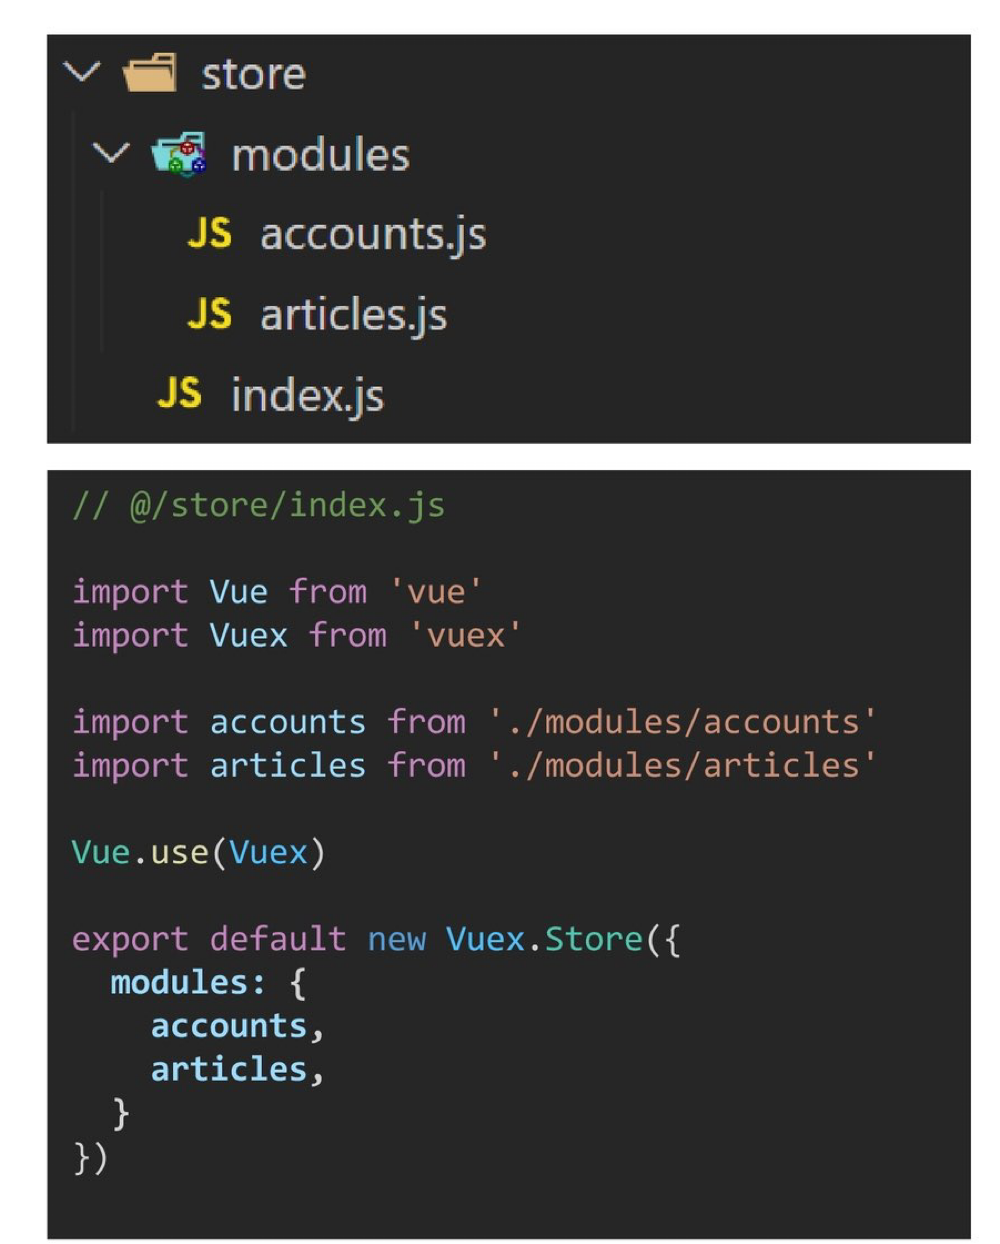 store
modules
JS accounts.js
JS articles.js
JS index.js
// @/store/index.js
import Vue from 'vue'
import Vuex from 'vuex'
import accounts from './modules/accounts'
import articles from './modules/articles'
Vue.use(Vuex)
export default new Vuex.Store({
  modules: {
    accounts,
    articles,
  }
})